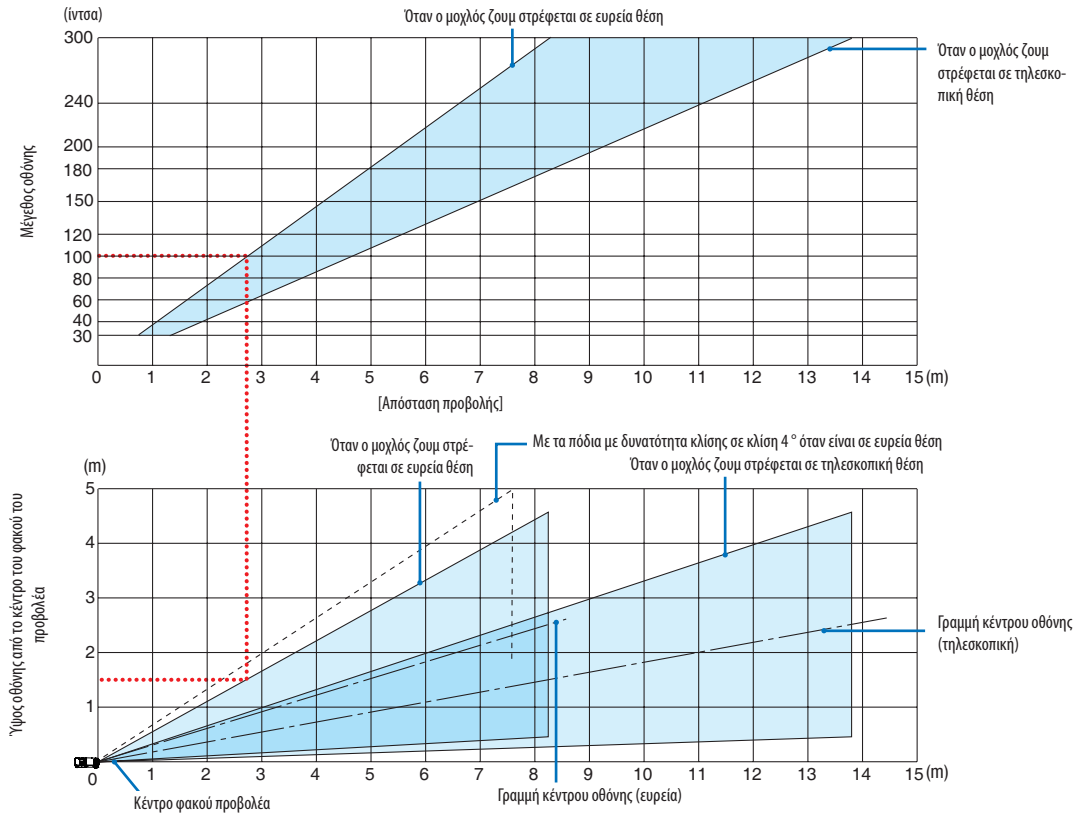 (ίντσα)
Όταν ο μοχλός ζουμ στρέφεται σε ευρεία θέση
Όταν ο μοχλός ζουμ
στρέφεται σε τηλεσκο-
πική θέση
Μέγεθος οθόνης
300
240
200
180
150
120
100
80
60
40
30
0 1 2 3 4 5 6 7 8 9 10 11 12 13 14 15 (m)
[Απόσταση προβολής]
Όταν ο μοχλός ζουμ στρέ-
φεται σε ευρεία θέση
Με τα πόδια με δυνατότητα κλίσης σε κλίση 4 ° όταν είναι σε ευρεία θέση
Όταν ο μοχλός ζουμ στρέφεται σε τηλεσκοπική θέση
(m)
Ύψος οθόνης από το κέντρο του φακού του
προβολέα
5
4
3
2
1
Γραμμή κέντρου οθόνης
(τηλεσκοπική)
0 1 2 3 4 5 6 7 8 9 10 11 12 13 14 15 (m)
Κέντρο φακού προβολέα
Γραμμή κέντρου οθόνης (ευρεία)